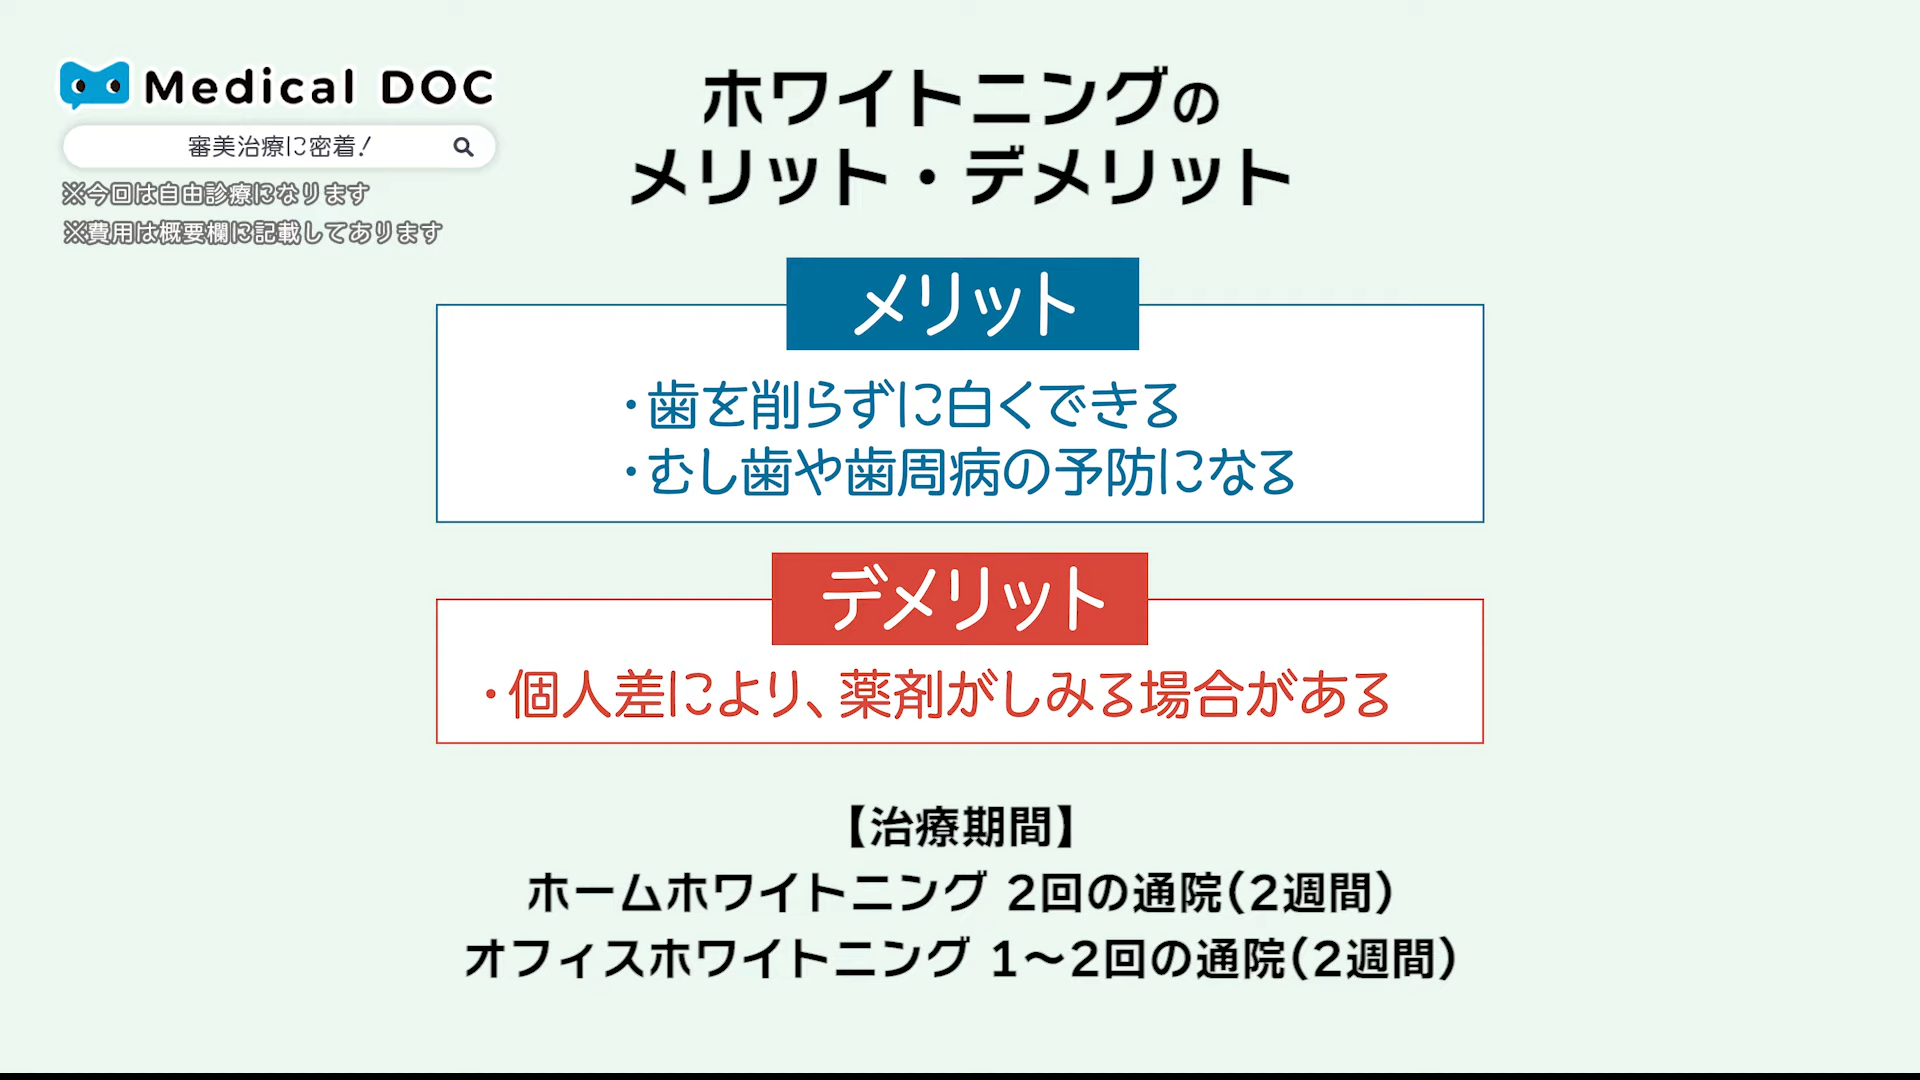 Medical DOC
審美治療に密着!
※今回は自由診療になります
※費用は概要欄に記載してあります
ホワイトニングの
メリット・デメリット
メリット
・歯を削らずに白くできる
・むし歯や歯周病の予防になる
デメリット
・個人差により、薬剤がしみる場合がある
【治療期間】
ホームホワイトニング 2回の通院(2週間)
オフィスホワイトニング 1〜2回の通院(2週間)